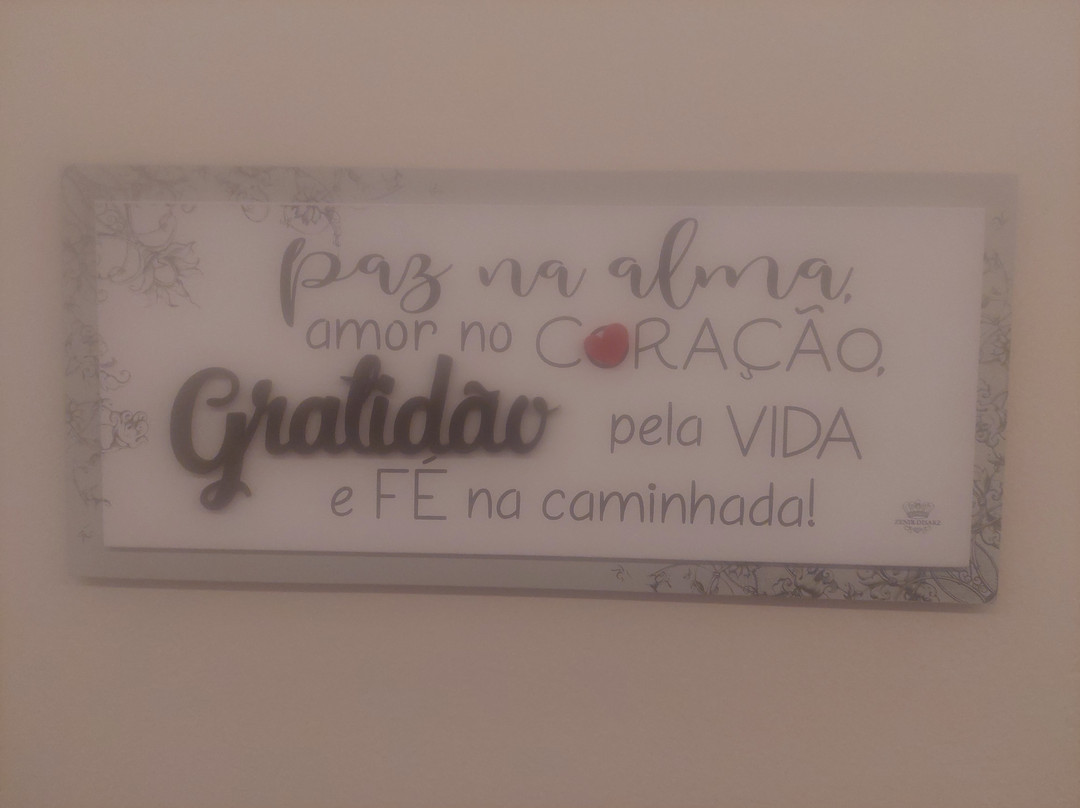 paz na alma,
amor no CORAÇÃO,
Gratidão pela VIDA
e FÉ na caminhada!